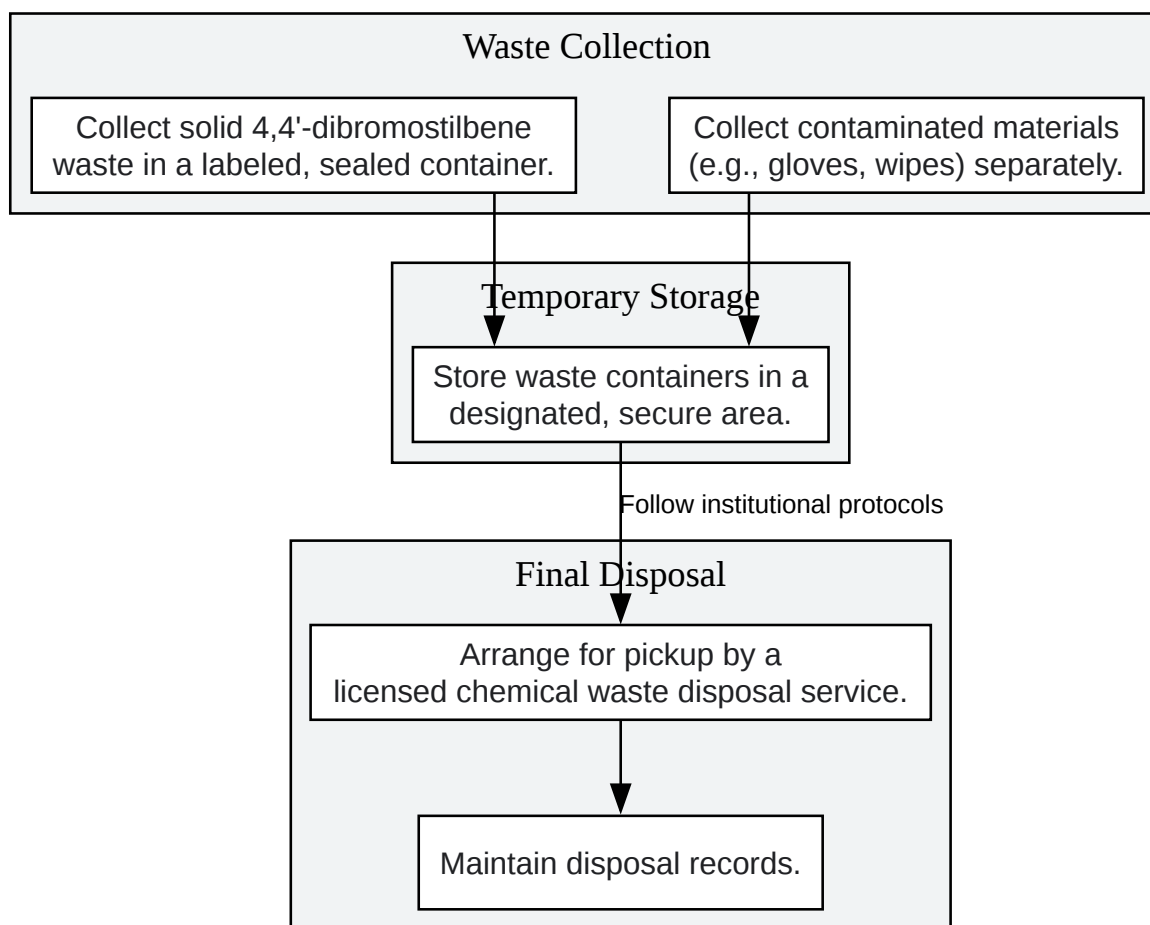 Waste Collection
Collect solid 4,4'-dibromostilbene
waste in a labeled, sealed container.
Collect contaminated materials
(e.g., gloves, wipes) separately.
Temporary Storage
Store waste containers in a
designated, secure area.
Follow institutional protocols
Final Disposal
Arrange for pickup by a
licensed chemical waste disposal service.
Maintain disposal records.